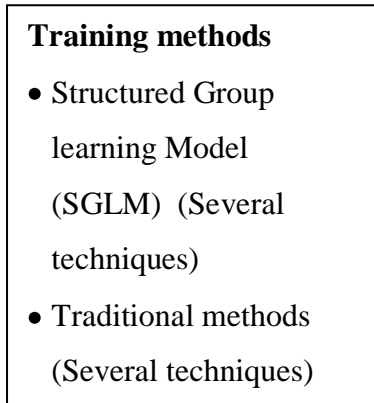 Training methods
• Structured Group
learning Model
(SGLM) (Several
techniques)
• Traditional methods
(Several techniques)